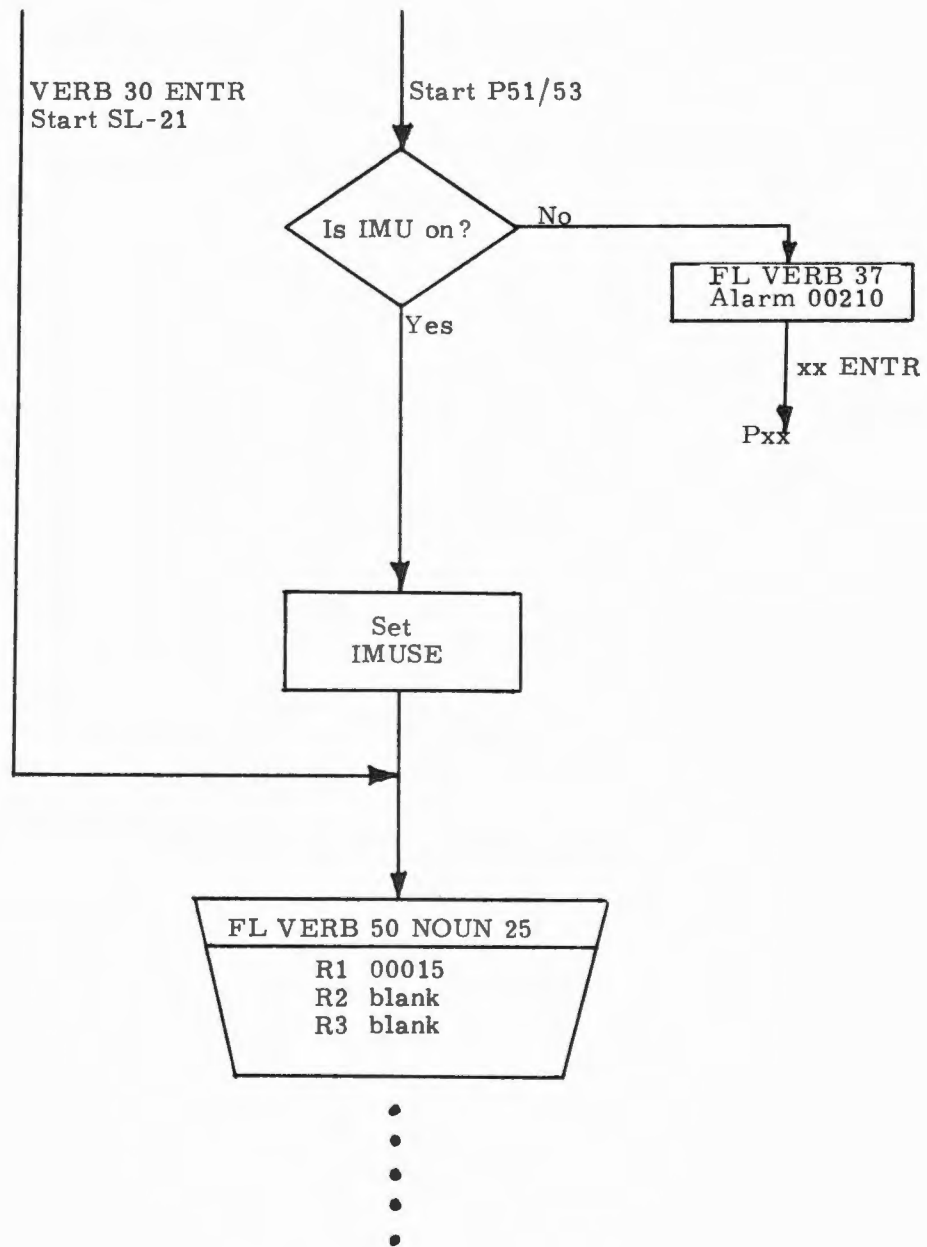 VERB 30 ENTR
Start SL-21
Start P51/53
Is IMU on?
No
FL VERB 37
Alarm 00210
Yes
xx ENTR
Pxx
Set
IMUSE
FL VERB 50 NOUN 25
R1 00015
R2 blank
R3 blank